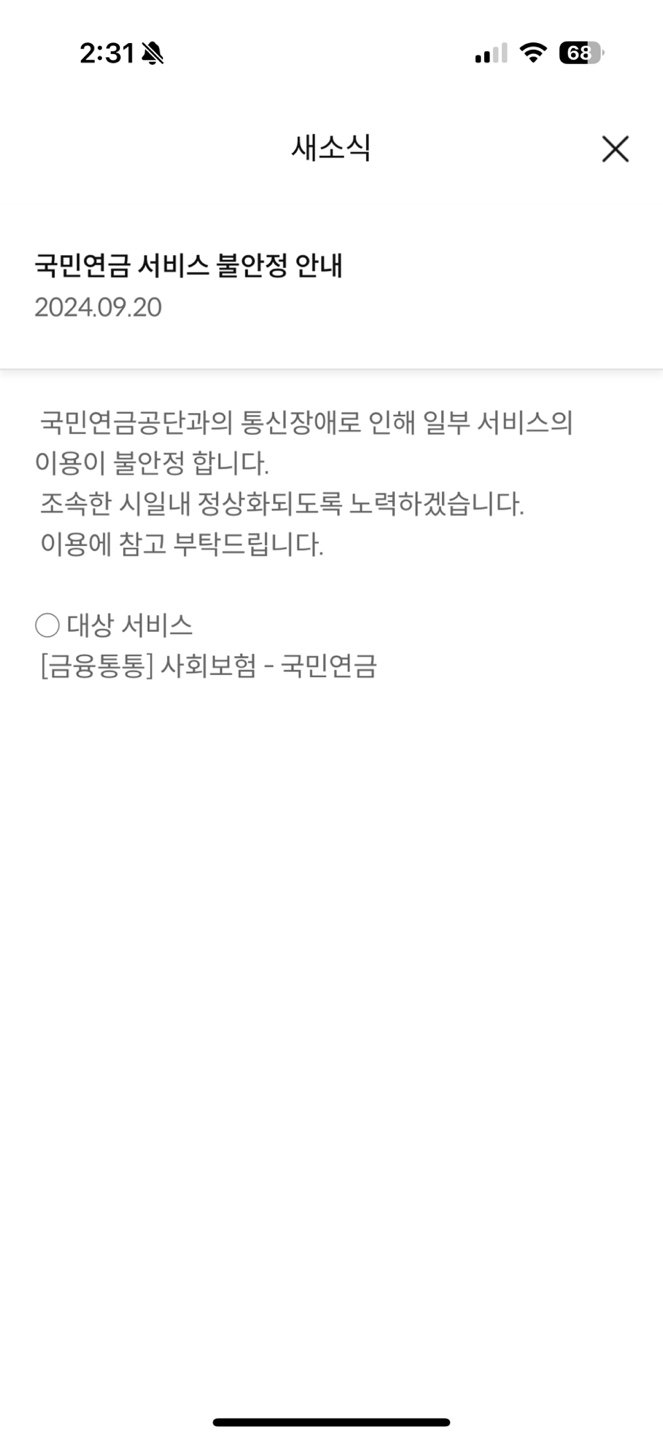 2:31
68
새소식
국민연금 서비스 불안정 안내
2024.09.20
국민연금공단과의 통신장애로 인해 일부 서비스의
이용이 불안정 합니다.
조속한 시일내 정상화되도록 노력하겠습니다.
이용에 참고 부탁드립니다.
○ 대상 서비스
[금융통통] 사회보험 - 국민연금